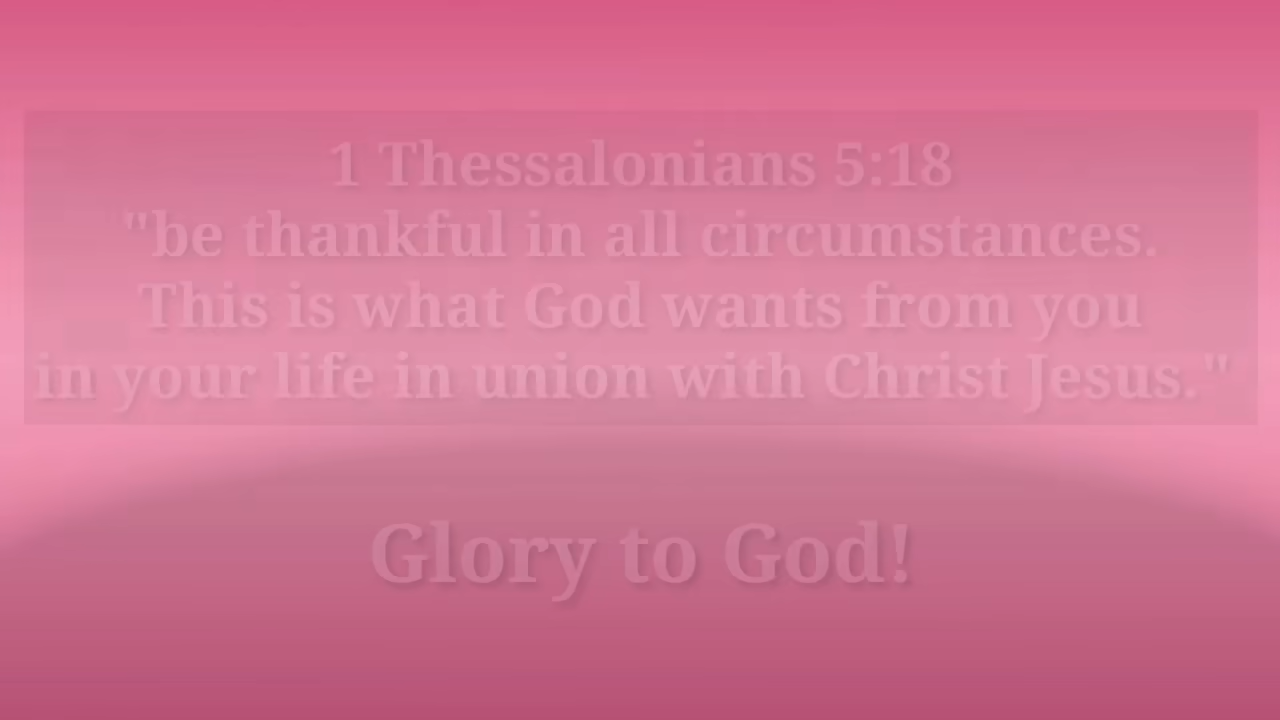 1 Thessalonians 5:18
"be thankful in all circumstances.
This is what God wants from you
in your life in union with Christ Jesus."
Glory to God!